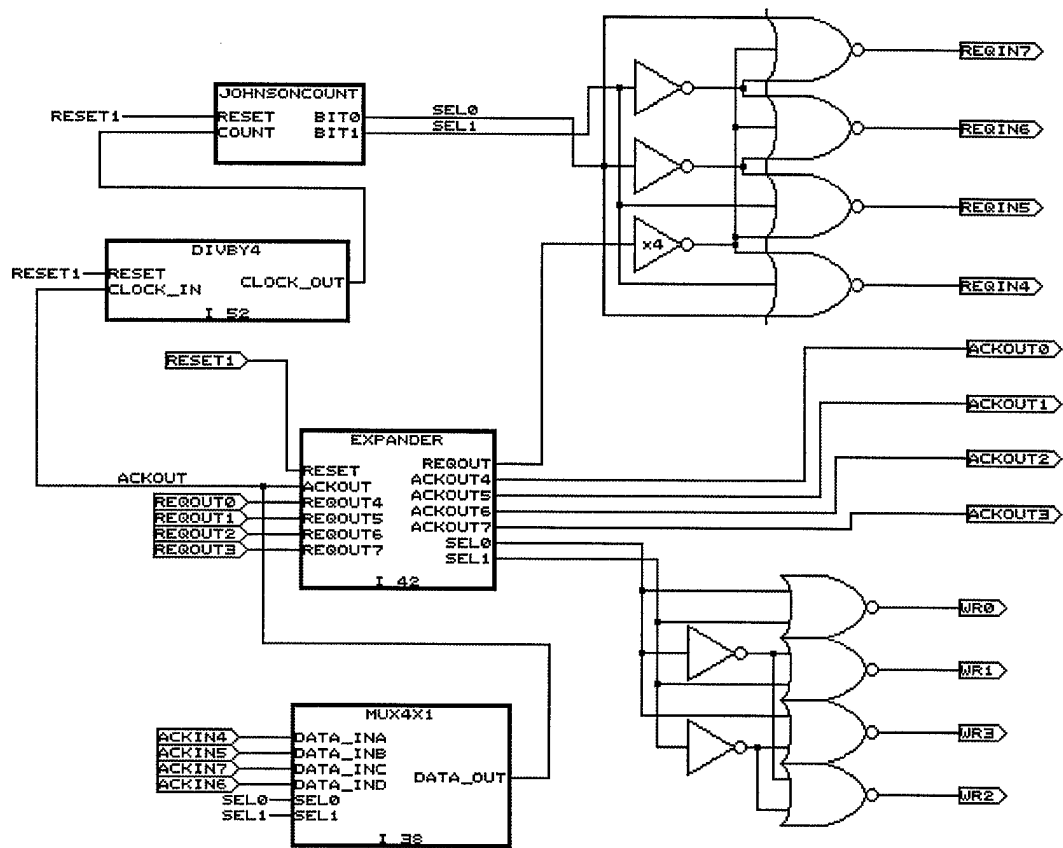 JOHNSONCOUNT
RESET1 RESET BIT0 SEL0
COUNT BIT1 SEL1
REQIN7
REQIN6
REQIN5
x4
REQIN4
DIVBY4
RESET1 RESET
CLOCK_IN CLOCK_OUT
I 52
RESET1
ACKOUT0
ACKOUT1
ACKOUT2
ACKOUT3
EXPANDER
RESET REQOUT
ACKOUT ACKOUT ACKOUT4
REQOUT0 REQOUT4 ACKOUT5
REQOUT1 REQOUT5 ACKOUT6
REQOUT2 REQOUT6 ACKOUT7
REQOUT3 REQOUT7 SEL0
SEL1
I 42
WR0
WR1
WR3
WR2
MUX4X1
ACKIN4 DATA_INA
ACKIN5 DATA_INB
ACKIN7 DATA_INC
ACKIN6 DATA_IND
DATA_OUT
SEL0 SEL0
SEL1 SEL1
I 38